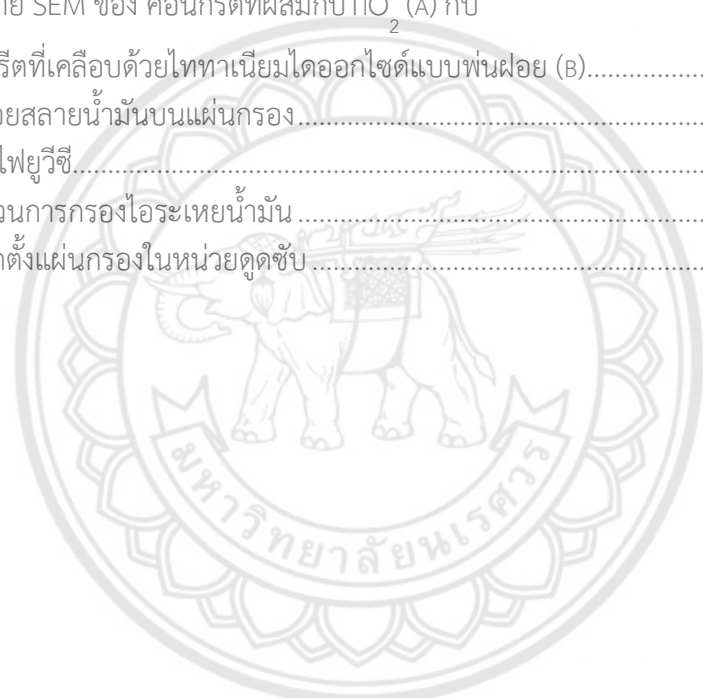 าย SEM ของ คอนกรีตที่ผสมกับTiO2 (A) กับ
รีตที่เคลือบด้วยไททาเนียมไดออกไซด์แบบพ่นฝอย (B)..................
อยสลายน้ำมันบนแผ่นกรอง.............................................................
ไฟยูวีซี.................................................................................................
วนการกรองไอระเหยน้ำมัน ..............................................................
ตั้งแผ่นกรองในหน่วยดูดซับ ............................................................
มหาวิทยาลัยนเรศวร